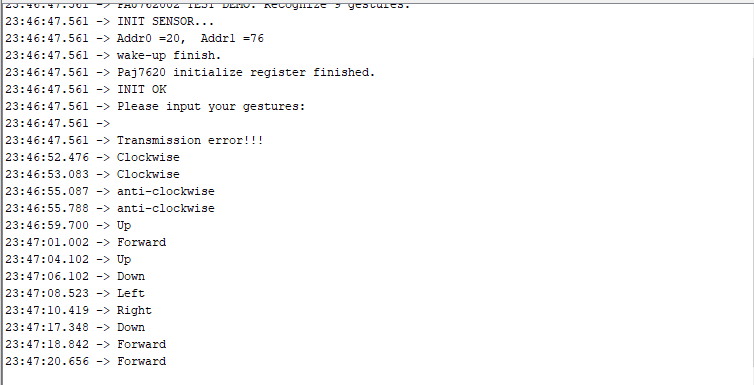 23:46:47.561 -> PAJ7620U2 TEST DEMO: Recognize 9 gestures.
23:46:47.561 -> INIT SENSOR...
23:46:47.561 -> Addr0 =20,  Addr1 =76
23:46:47.561 -> wake-up finish.
23:46:47.561 -> Paj7620 initialize register finished.
23:46:47.561 -> INIT OK
23:46:47.561 -> Please input your gestures:
23:46:47.561 ->
23:46:47.561 -> Transmission error!!!
23:46:52.476 -> Clockwise
23:46:53.083 -> Clockwise
23:46:55.087 -> anti-clockwise
23:46:55.788 -> anti-clockwise
23:46:59.700 -> Up
23:47:01.002 -> Forward
23:47:04.102 -> Up
23:47:06.102 -> Down
23:47:08.523 -> Left
23:47:10.419 -> Right
23:47:17.348 -> Down
23:47:18.842 -> Forward
23:47:20.656 -> Forward